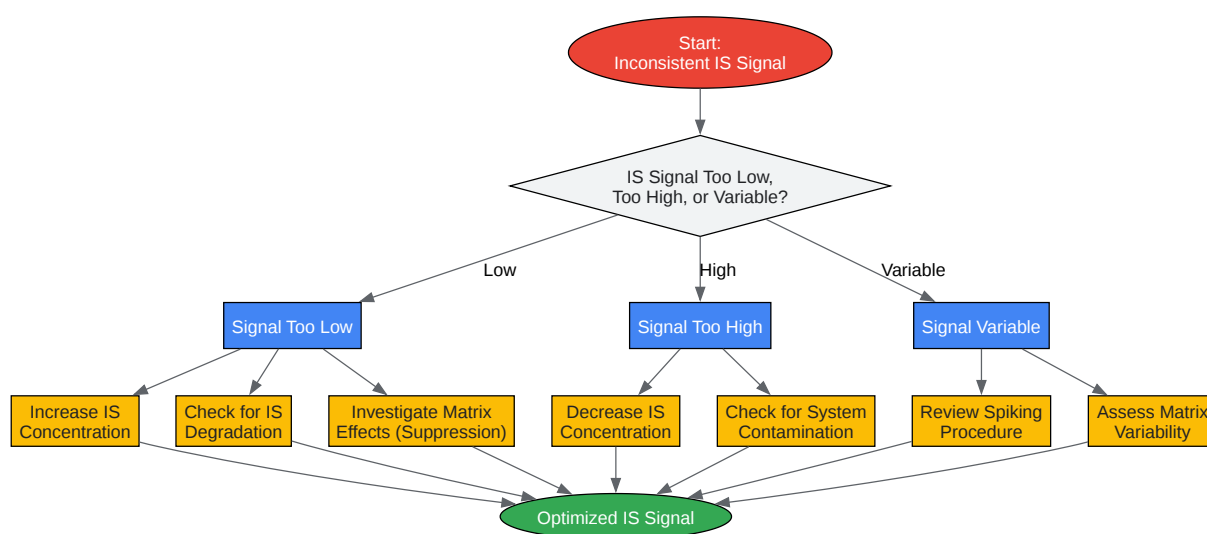 Start:
Inconsistent IS Signal
IS Signal Too Low,
Too High, or Variable?
Low
High
Variable
Signal Too Low
Signal Too High
Signal Variable
Increase IS
Concentration
Check for IS
Degradation
Investigate Matrix
Effects (Suppression)
Decrease IS
Concentration
Check for System
Contamination
Review Spiking
Procedure
Assess Matrix
Variability
Optimized IS Signal